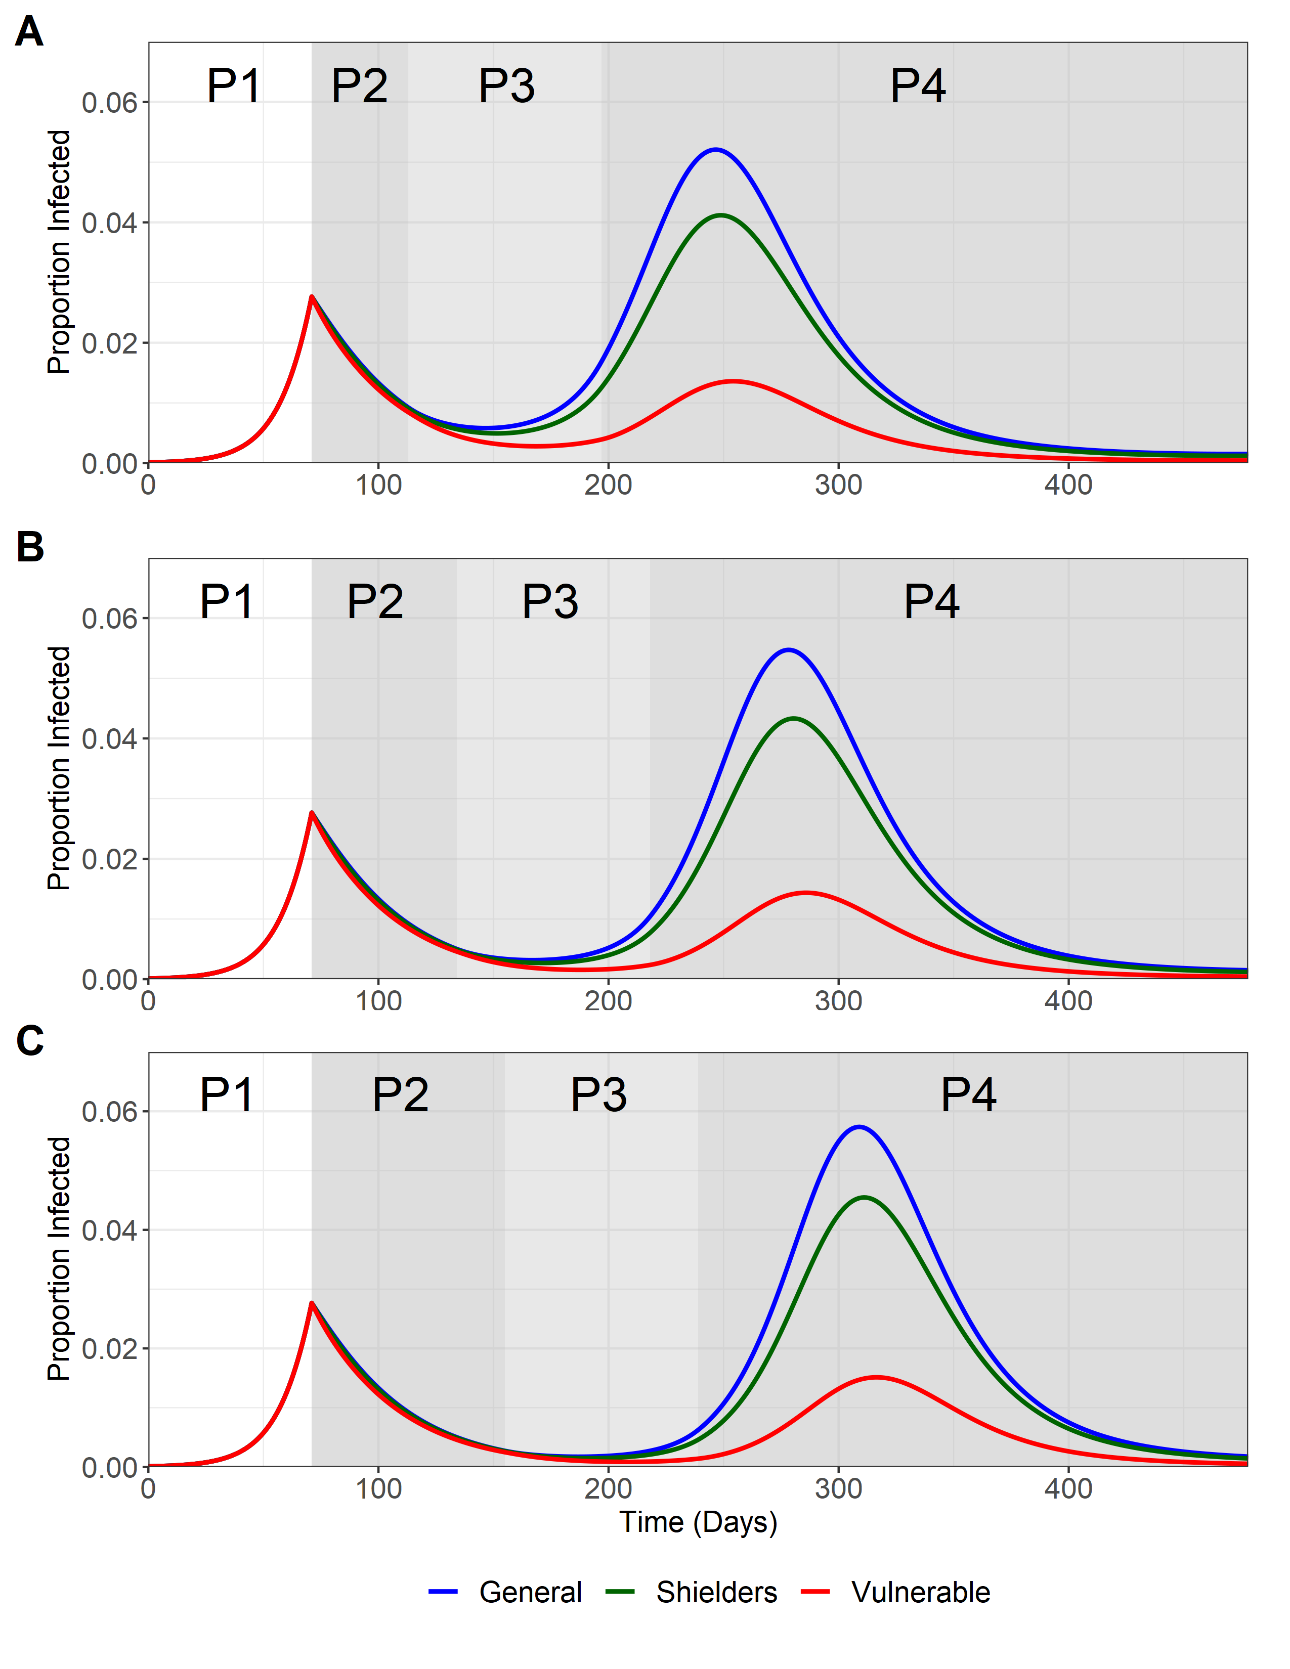 A
P1 P2 P3 P4
0.06
0.04
0.02
0.00
Proportion Infected
0 100 200 300 400
B
P1 P2 P3 P4
0.06
0.04
0.02
0.00
Proportion Infected
0 100 200 300 400
C
P1 P2 P3 P4
0.06
0.04
0.02
0.00
Proportion Infected
0 100 200 300 400
Time (Days)
General Shielders Vulnerable